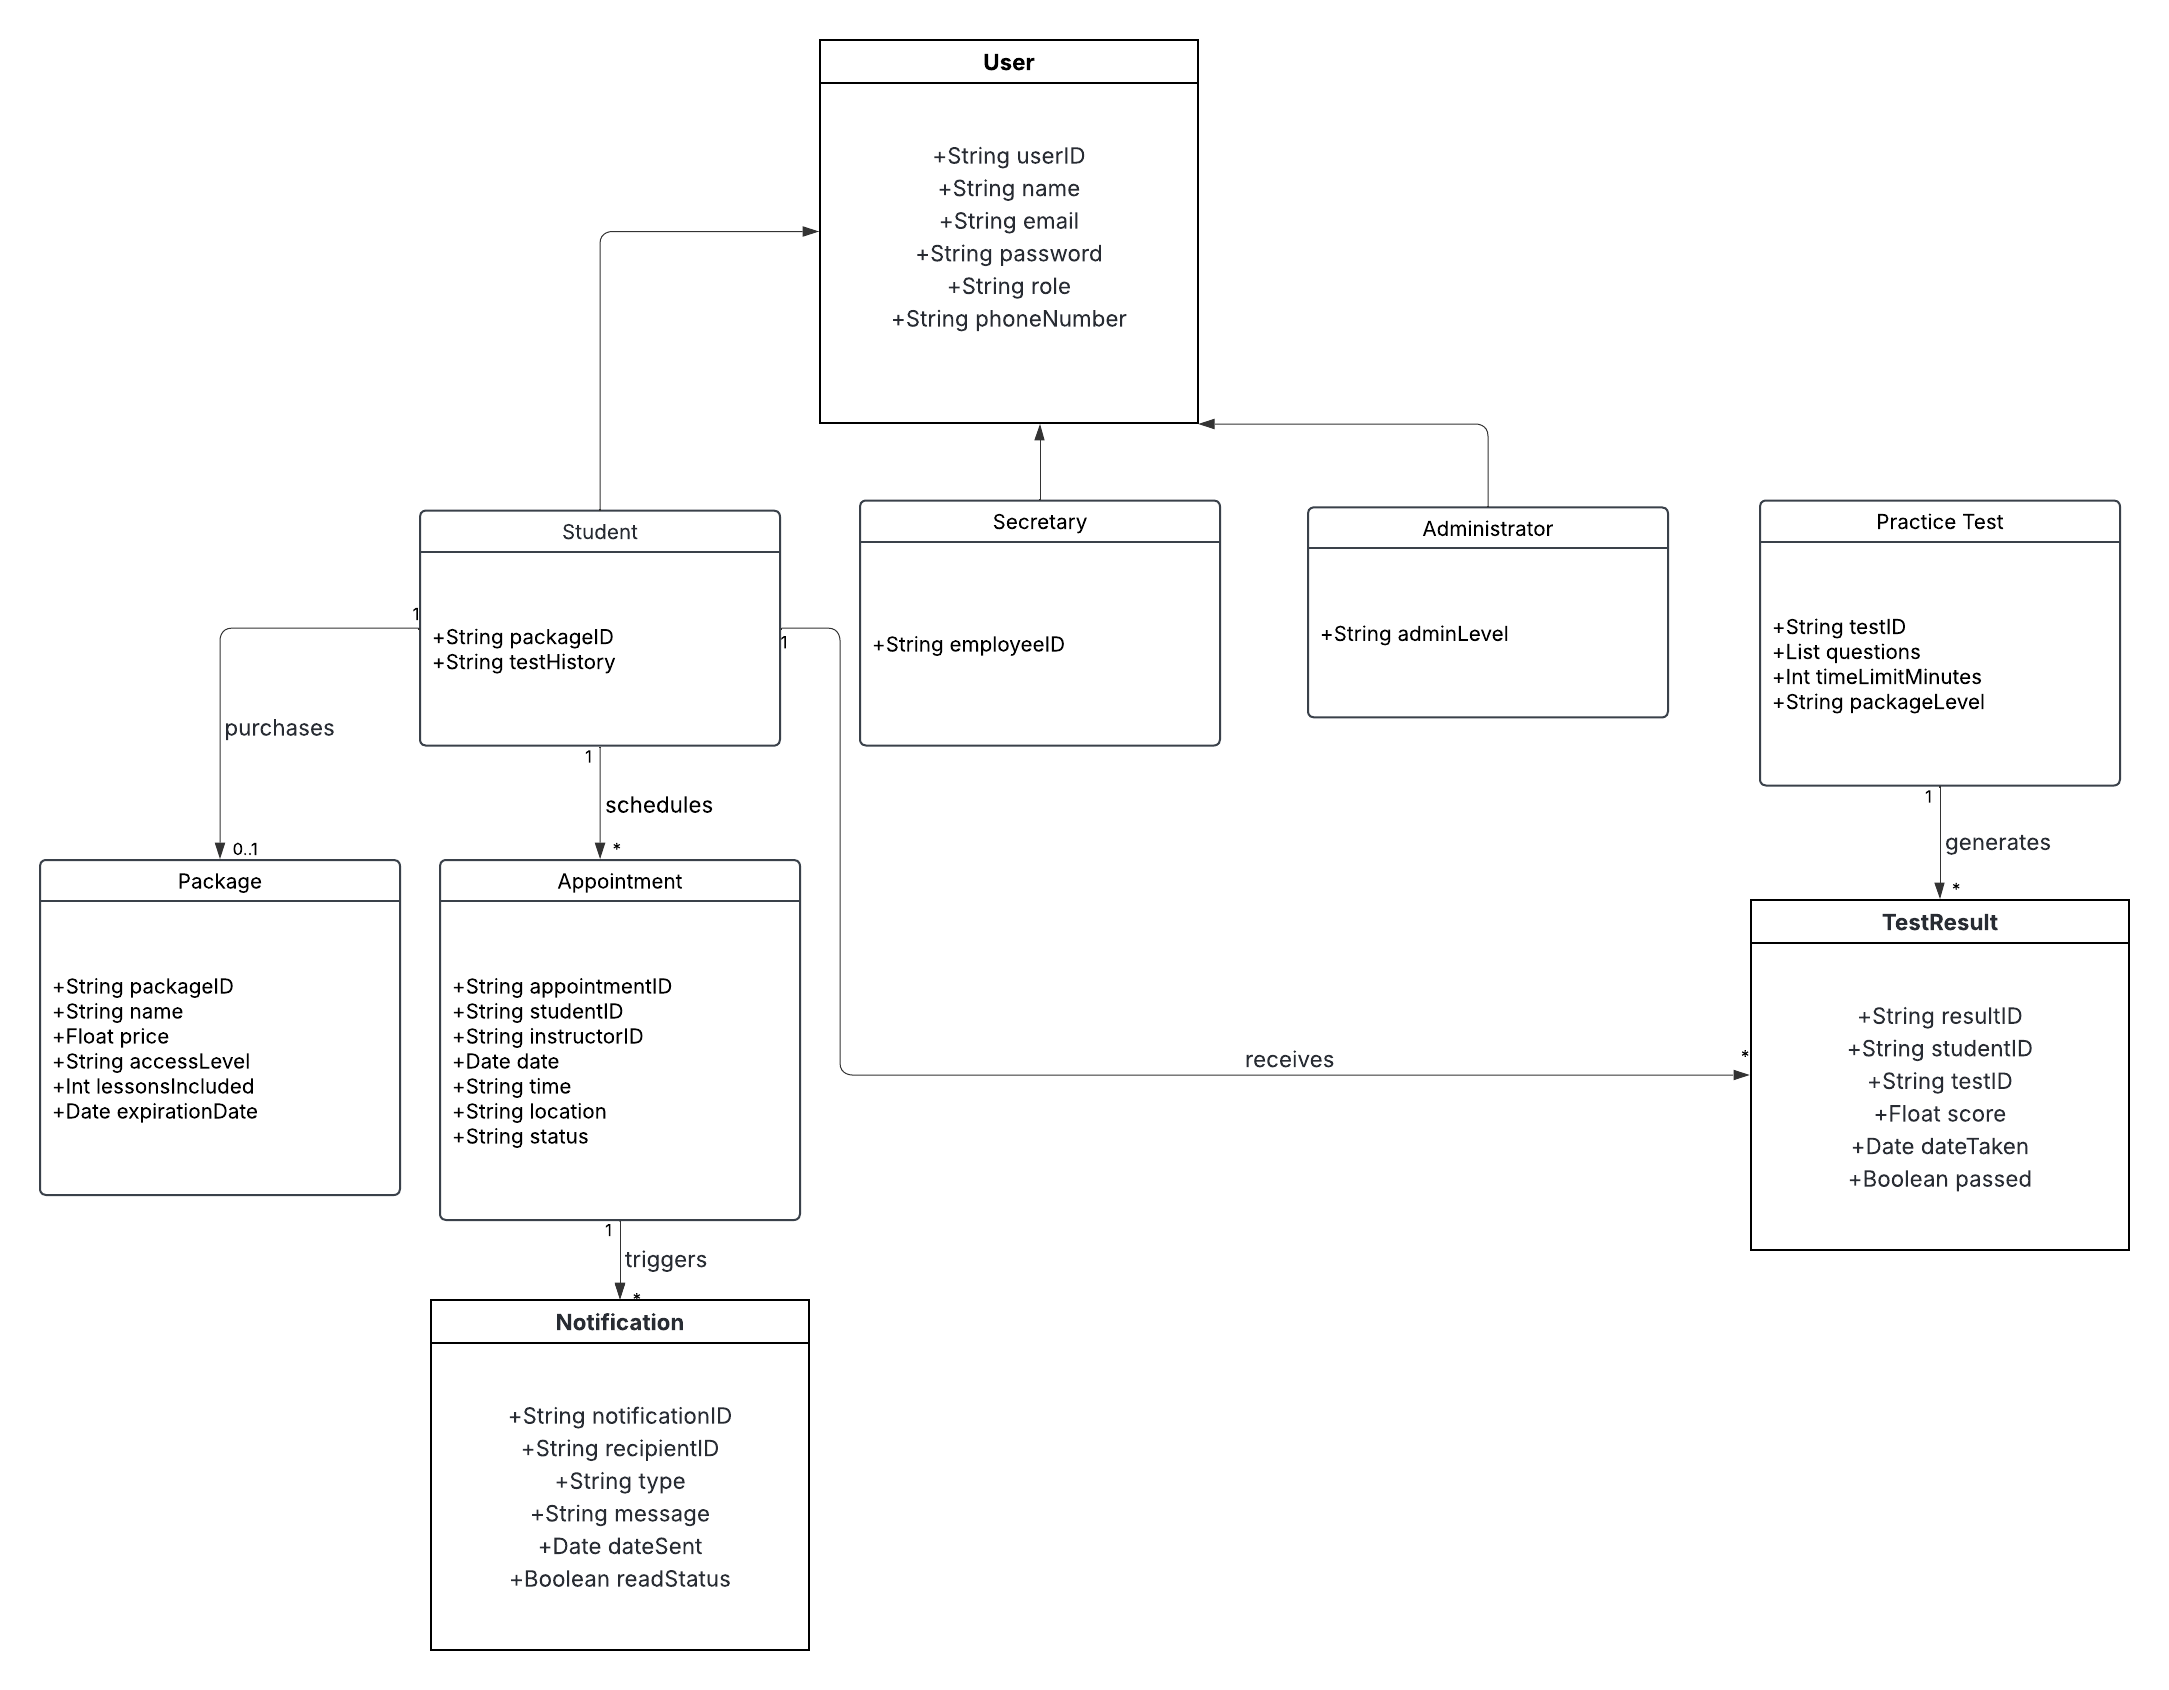 User
+String userID
+String name
+String email
+String password
+String role
+String phoneNumber
Student
+String packageID
+String testHistory
Secretary
+String employeeID
Administrator
+String adminLevel
Practice Test
+String testID
+List questions
+Int timeLimitMinutes
+String packageLevel
1
purchases
0..1
1
schedules
*
1
receives
*
1
generates
*
Package
+String packageID
+String name
+Float price
+String accessLevel
+Int lessonsIncluded
+Date expirationDate
Appointment
+String appointmentID
+String studentID
+String instructorID
+Date date
+String time
+String location
+String status
TestResult
+String resultID
+String studentID
+String testID
+Float score
+Date dateTaken
+Boolean passed
1
triggers
*
Notification
+String notificationID
+String recipientID
+String type
+String message
+Date dateSent
+Boolean readStatus